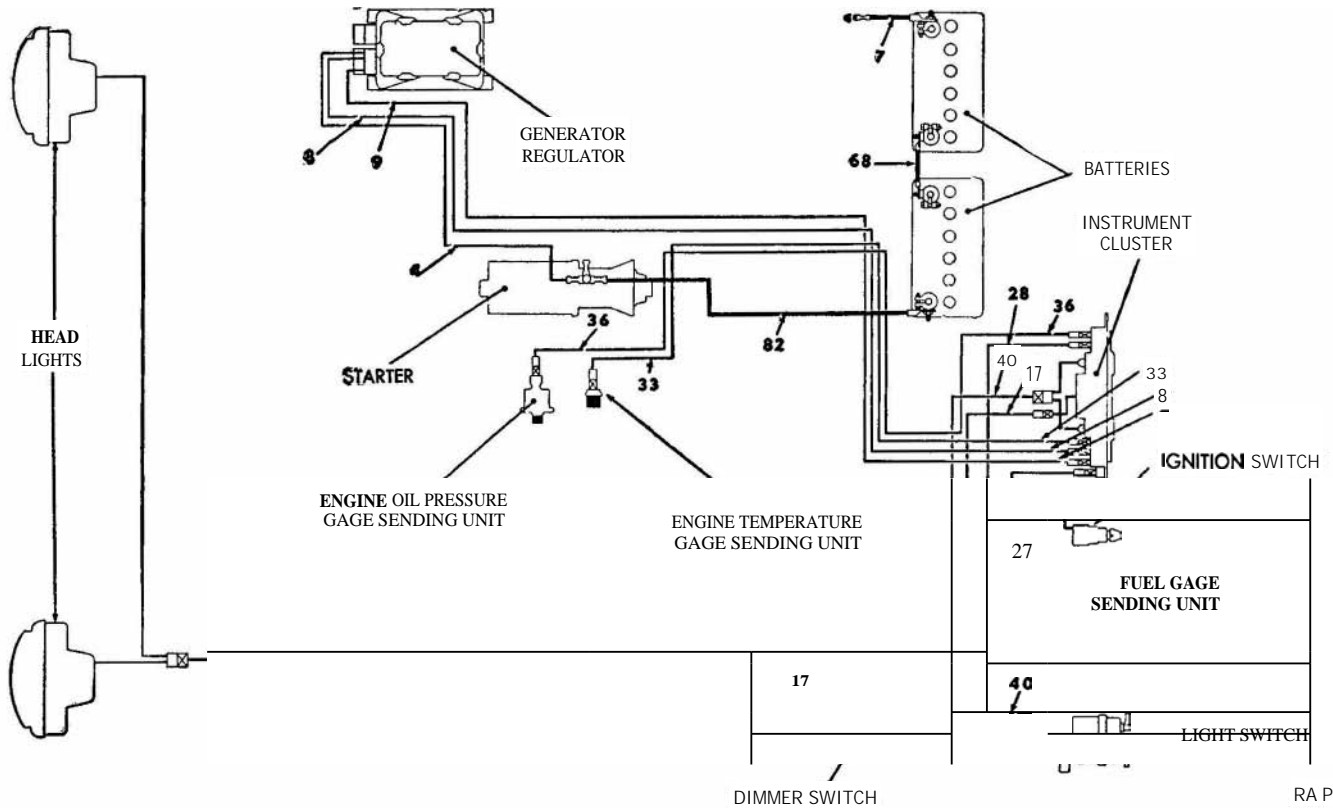 7
GENERATOR
REGULATOR
8
9
68
BATTERIES
INSTRUMENT
CLUSTER
HEAD
LIGHTS
STARTER
36
33
82
28
36
40
17
33
8
IGNITION SWITCH
ENGINE OIL PRESSURE
GAGE SENDING UNIT
ENGINE TEMPERATURE
GAGE SENDING UNIT
27
FUEL GAGE
SENDING UNIT
17
40
LIGHT SWITCH
DIMMER SWITCH
RA P